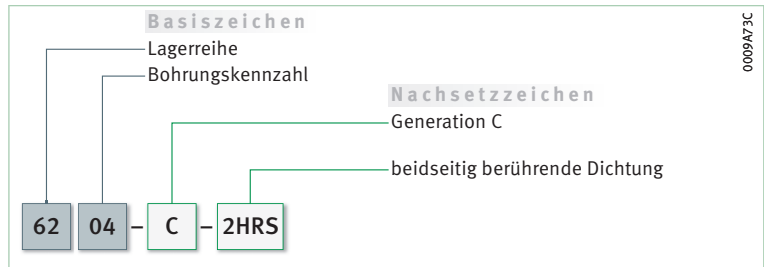 Basiszeichen
Lagerreihe
Bohrungskennzahl
Nachsetzzeichen
Generation C
beidseitig berührende Dichtung
62 04 – C – 2HRS
0009A73C